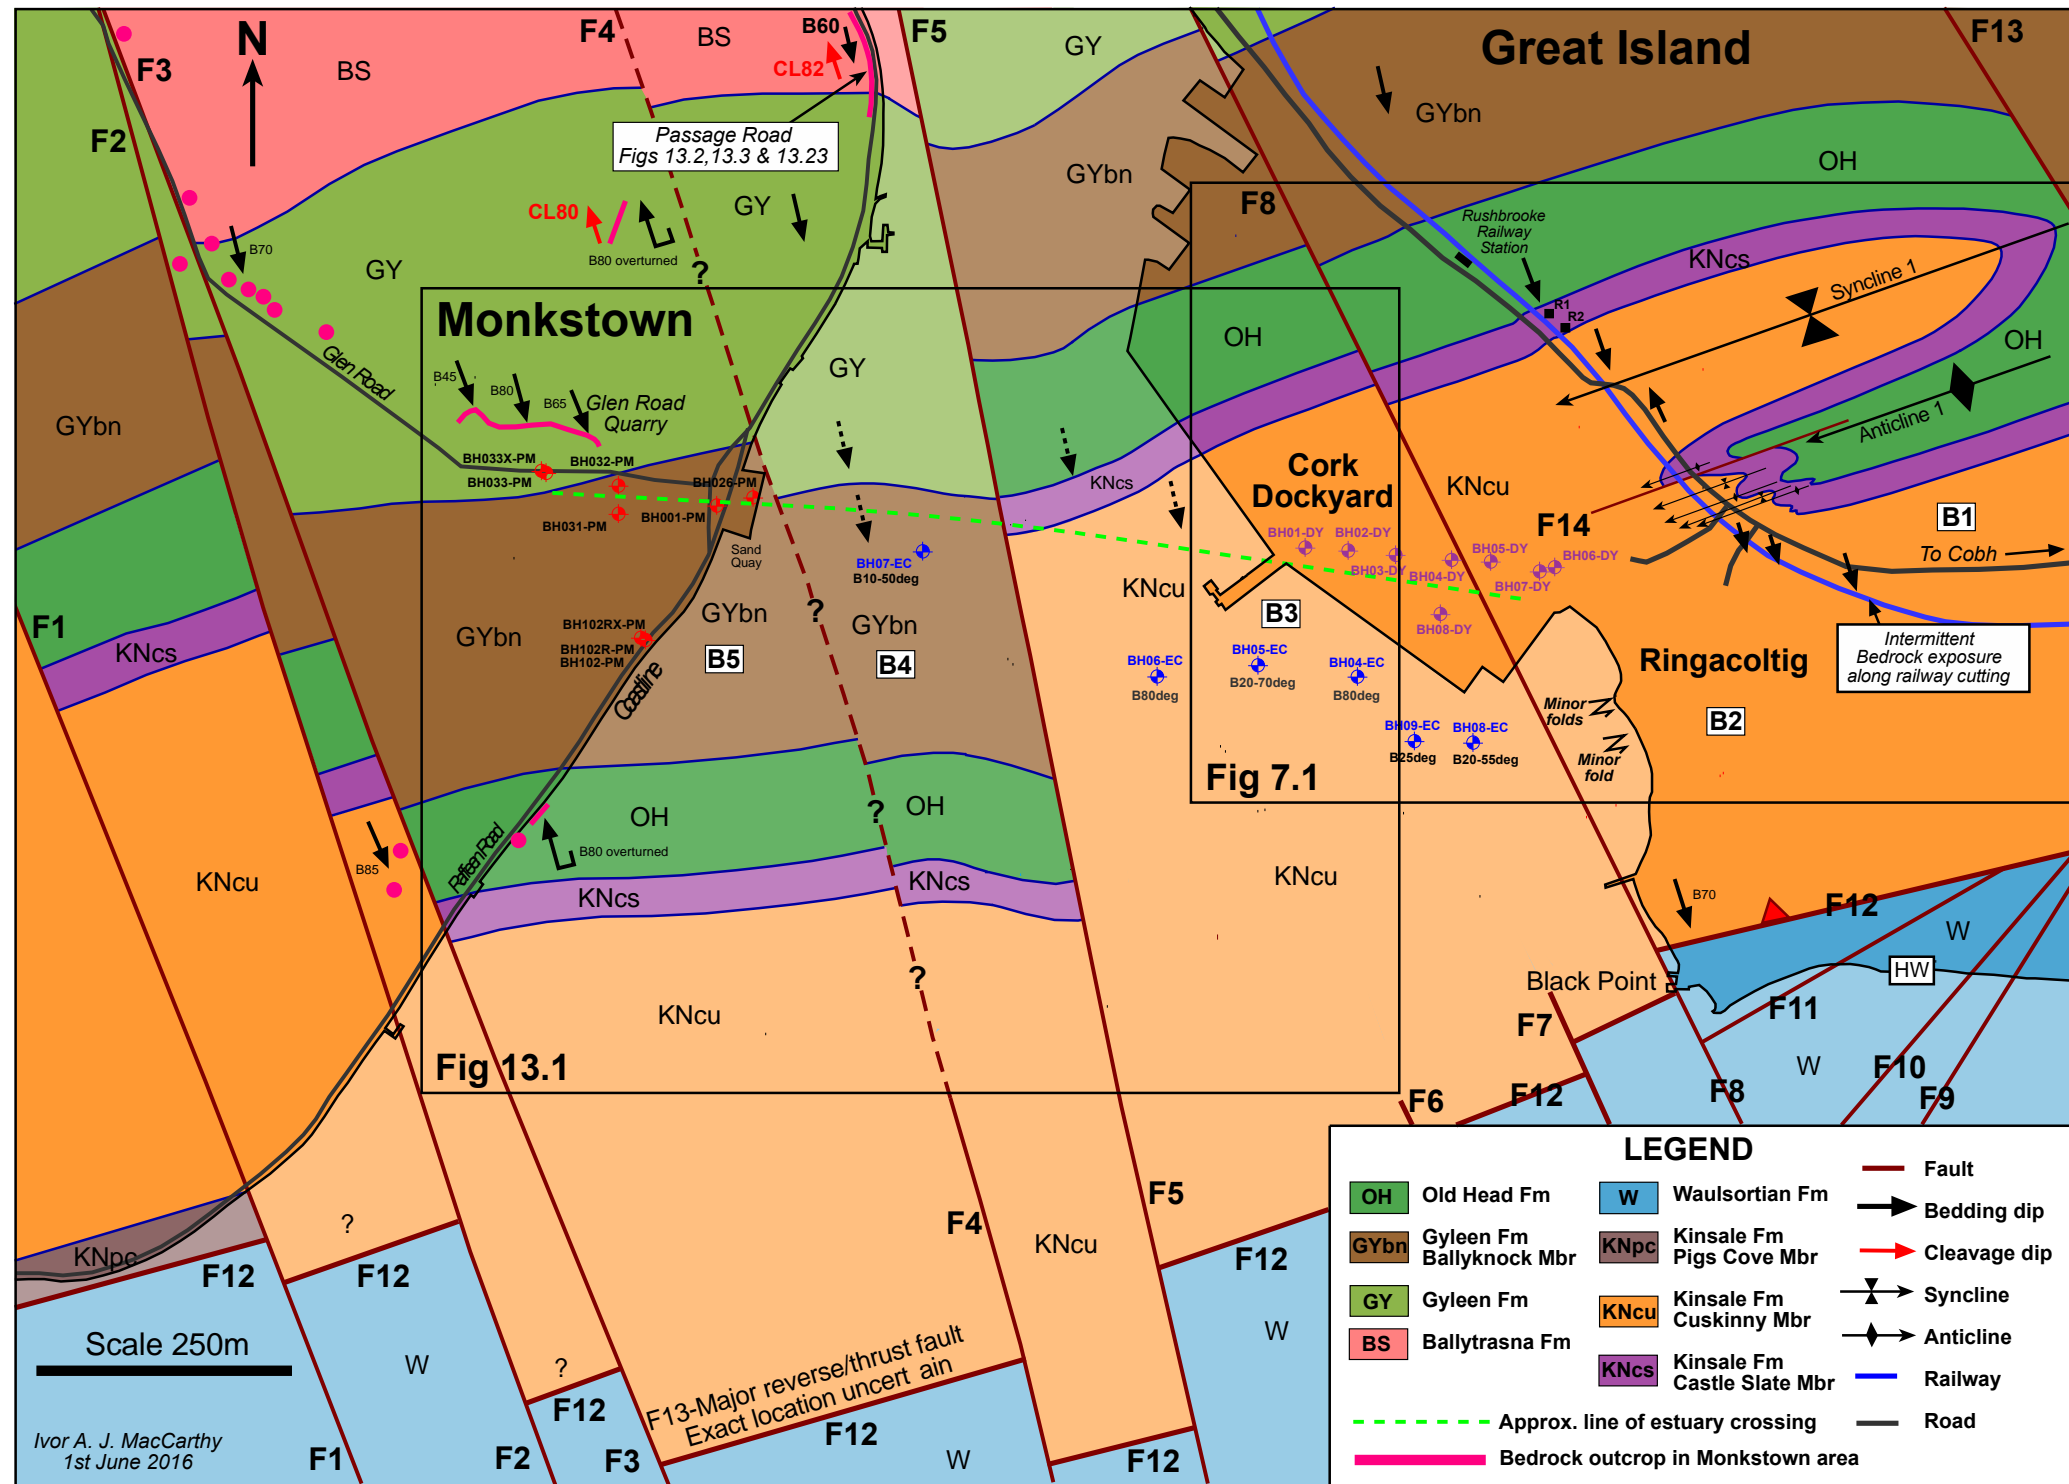 F3
N
BS
F4
BS
B60
CL82
F5
GY
Great Island
F13
F2
Passage Road
Figs 13.2,13.3 & 13.23
GYbn
OH
GYbn
F8
Rushbrooke
Railway
Station
KNcs
Syncline 1
CL80
GY
B80 overturned
B70
GY
?
Monkstown
R1
R2
OH
OH
Glen Road
GY
B45
B80
B65
Glen Road
Quarry
Anticline 1
GYbn
BH033X-PM
BH032-PM
BH033-PM
BH026-PM
BH031-PM
BH001-PM
KNcs
Cork
Dockyard
KNcu
F14
B1
To Cobh
Sand
Quay
BH07-EC
B10-50deg
BH01-DY
BH02-DY
BH03-DY
BH04-DY
BH05-DY
BH06-DY
BH07-DY
BH08-DY
KNcu
F1
KNcs
GYbn
BH102RX-PM
BH102R-PM
BH102-PM
GYbn
?
GYbn
B5
B4
B3
Coastline
BH06-EC
B80deg
BH05-EC
B20-70deg
BH04-EC
B80deg
Ringacoltig
Intermittent
Bedrock exposure
along railway cutting
B2
Minor
folds
Minor
fold
BH09-EC
B25deg
BH08-EC
B20-55deg
Fig 7.1
OH
?
OH
B80 overturned
Raffeen Road
B85
KNcu
KNcs
KNcs
KNcu
B70
F12
W
HW
?
Black Point
KNcu
F11
F7
W
F10
Fig 13.1
F12
F8
F9
F6
F5
F4
?
KNcu
KNpc
F12
F12
F12
W
Scale 250m
W
?
F13-Major reverse/thrust fault
Exact location uncert ain
F12
F12
W
F12
Ivor A. J. MacCarthy
1st June 2016
F1
F2
F3
LEGEND
OH Old Head Fm
GYbn Gyleen Fm
Ballyknock Mbr
GY Gyleen Fm
BS Ballytrasna Fm
W Waulsortian Fm
KNpc Kinsale Fm
Pigs Cove Mbr
KNcu Kinsale Fm
Cuskinny Mbr
KNcs Kinsale Fm
Castle Slate Mbr
Fault
Bedding dip
Cleavage dip
Syncline
Anticline
Railway
Road
Approx. line of estuary crossing
Bedrock outcrop in Monkstown area